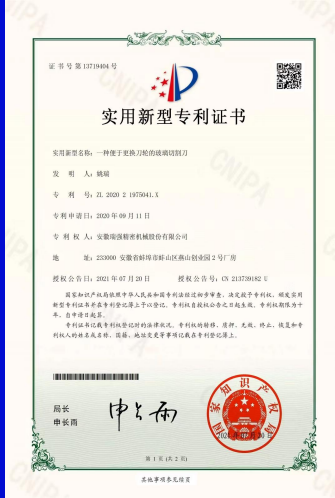 证书号第13719404号
实用新型专利证书
实用新型名称：一种便于更换刀轮的玻璃切割刀
发 明 人：姚瑞
专 利 号：ZL 2020 2 1975041.X
专利申请日：2020年09月11日
专 利 权 人：安徽瑞强精密机械股份有限公司
地 址：233000 安徽省蚌埠市蚌山区燕山创业园2号厂房
授权公告日：2021年07月20日 授权公告号：CN 213739182 U
国家知识产权局依照中华人民共和国专利法经过初步审查，决定授予专利权，颁发实用
新型专利证书并在专利登记簿上予以登记。专利权自授权公告之日起生效。专利权期限为十
年，自申请日起算。
专利证书记载专利权登记时的法律状况。专利权的转移、质押、无效、终止、恢复和专
利权人的姓名或名称、国籍、地址变更等事项记载在专利登记簿上。
局长
申长雨
申长雨
国家知识产权局
第 1 页 (共 2 页)
其他事项参见续页
CNIPA